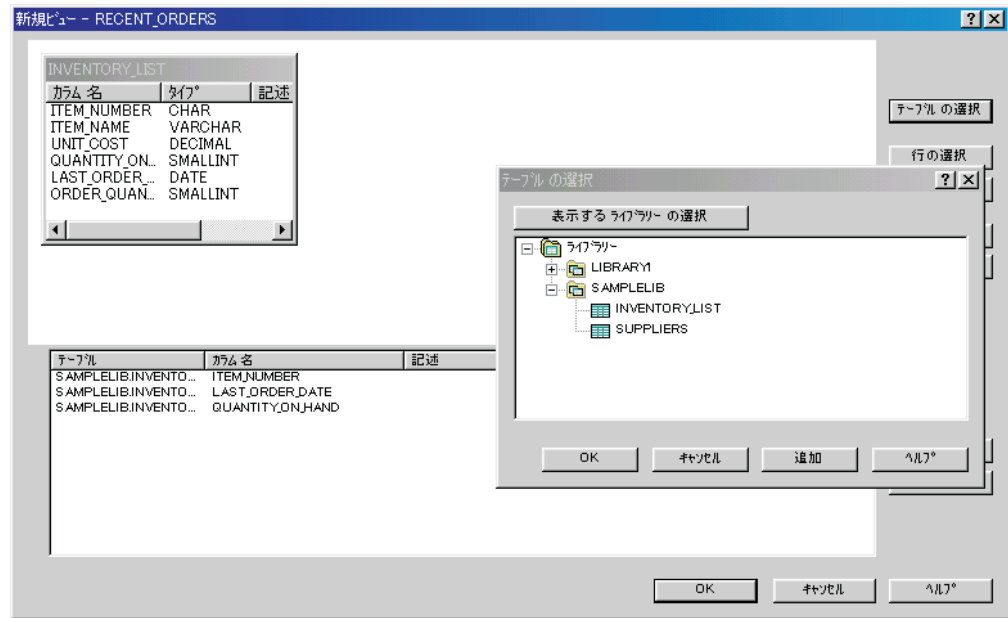 新規ﾋﾞｭｰ - RECENT_ORDERS
INVENTORY_LIST
ｶﾗﾑ 名 ﾀｲﾌﾟ 記述
ITEM_NUMBER CHAR
ITEM_NAME VARCHAR
UNIT_COST DECIMAL
QUANTITY_ON... SMALLINT
LAST_ORDER_... DATE
ORDER_QUAN... SMALLINT
ﾃｰﾌﾞﾙ の選択
行の選択
ﾃｰﾌﾞﾙ の選択
表示する ﾗｲﾌﾞﾗﾘｰ の選択
ﾗｲﾌﾞﾗﾘｰ
LIBRARY1
SAMPLELIB
INVENTORY_LIST
SUPPLIERS
OK ｷｬﾝｾﾙ 追加 ﾍﾙﾌﾟ
ﾃｰﾌﾞﾙ ｶﾗﾑ 名 記述
SAMPLELIB.INVENTO... ITEM_NUMBER
SAMPLELIB.INVENTO... LAST_ORDER_DATE
SAMPLELIB.INVENTO... QUANTITY_ON_HAND
OK ｷｬﾝｾﾙ ﾍﾙﾌﾟ